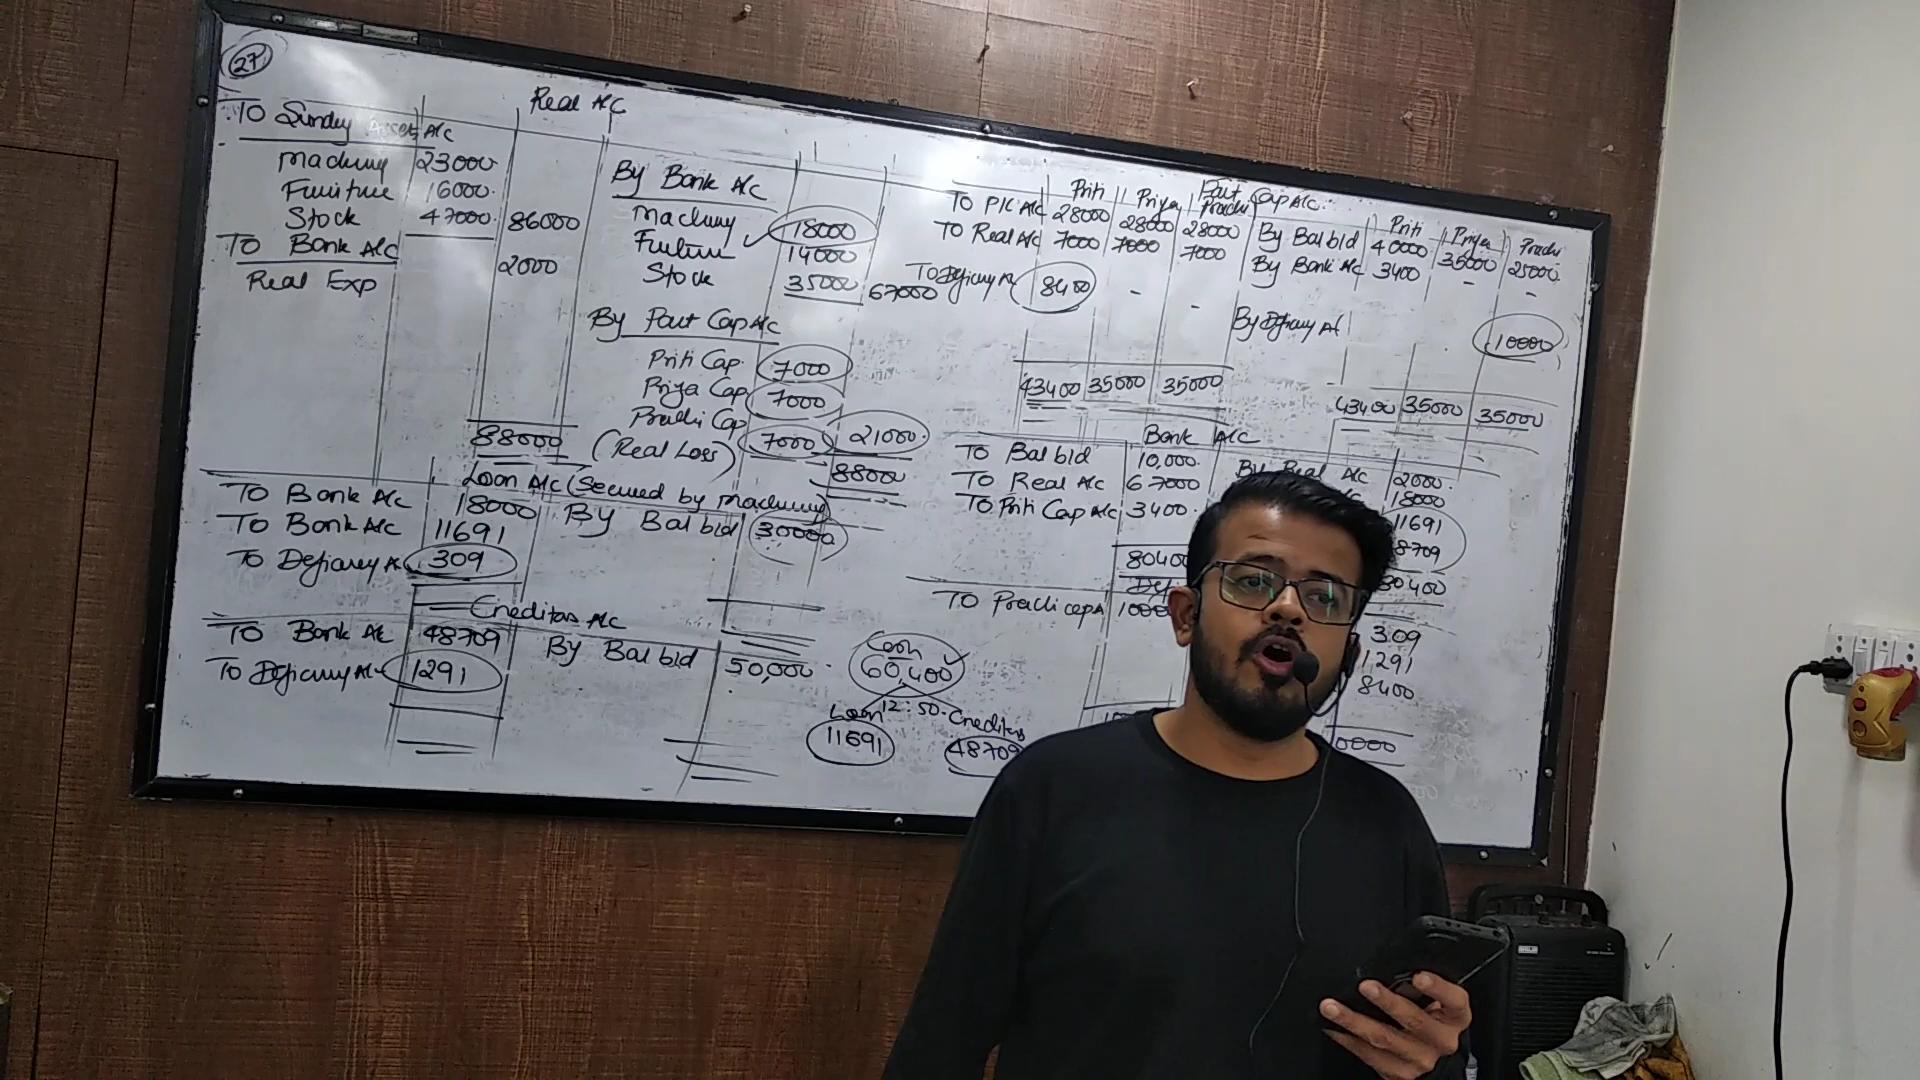 27
Real A/C
To Sundry Assets A/c
Machinery 23000
Furniture 16000
Stock 47000 86000
To Bank A/C
Real Exp 2000
88000
By Bank A/c
Machinery 18000
Furniture 14000
Stock 35000 67000
By Part Cap A/c
Priti Cap 7000
Priya Cap 7000
Prachi Cap 7000 21000
(Real Loss) 88000
Loan A/c (Secured by Machinery)
To Bank A/c 18000 By Bal b/d 30000
To Bank A/c 11691
To Deficiency A/c 309
Creditors A/c
To Bank A/c 48709 By Bal b/d 50,000
To Deficiency A/c 1291
Part Cap A/c
Priti Priya Prachi Priti Priya Prachi
To P/L A/c 28000 28000 28000 By Bal b/d 40000 35000 25000
To Real A/c 7000 7000 7000 By Bank A/c 3400 - -
To Deficiency A/c 8400 - - By Deficiency A/c 10000
43400 35000 35000 43400 35000 35000
Bank A/C
To Bal b/d 10,000 By Real A/c 2000
To Real A/c 67000 18000
To Priti Cap A/c 3400 11691
8709
80400 80400
To Prachi cap A 1000
309
1291
8400
0000
Loan
60,400
12:50
Loan Creditors
11691 48709